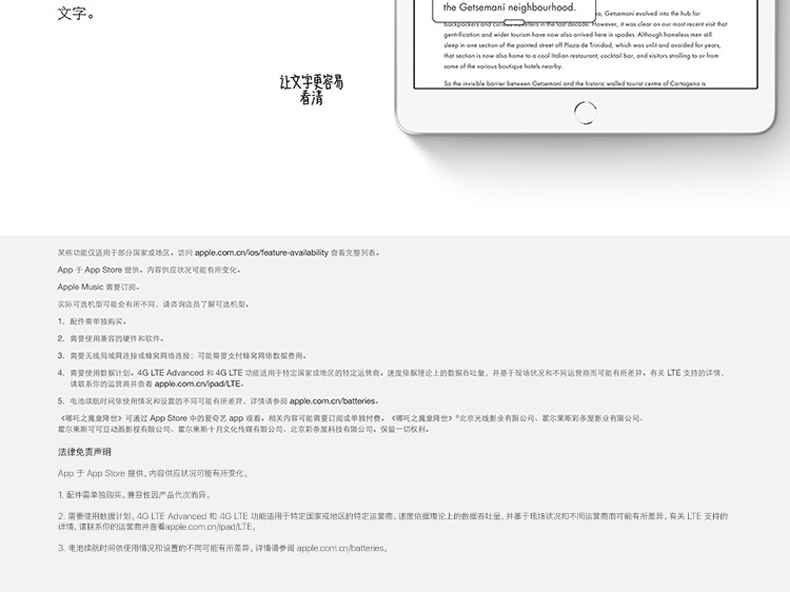 文字。
the Getsemani neighbourhood.
na, Getsemani evolved into the hub for
backpackers and curious travellers in the last decade. However, it was clear on our most recent visit that
gentrification and wider tourism have now also arrived here in spades. Although homeless men still
sleep in one section of the painted street off Plaza de Trinidad, which was unlit and avoided for years,
that section is now also home to a cool Italian restaurant, cocktail bar, and visitors strolling to or from
some of the various boutique hotels nearby.
So the invisible barrier between Getsemani and the historic walled tourist centre of Cartagena is
让文字更容易
看清
某些功能仅适用于部分国家或地区。访问 apple.com.cn/ios/feature-availability 查看完整列表。
App 于 App Store 提供。内容供应状况可能有所变化。
Apple Music 需要订阅。
实际可选机型可能会有所不同，请咨询店员了解可选机型。
1. 配件需单独购买。
2. 需要使用兼容的硬件和软件。
3. 需要无线局域网连接或蜂窝网络连接；可能需要支付蜂窝网络数据费用。
4. 需要使用数据计划。4G LTE Advanced 和 4G LTE 功能适用于特定国家或地区的特定运营商。速度依据理论上的数据吞吐量，并基于现场状况和不同运营商而可能有所差异。有关 LTE 支持的详情，
请联系你的运营商并查看 apple.com.cn/ipad/LTE。
5. 电池续航时间依使用情况和设置的不同可能有所差异，详情请参阅 apple.com.cn/batteries。
《哪吒之魔童降世》可通过 App Store 中的爱奇艺 app 观看。相关内容可能需要订阅或单独付费。《哪吒之魔童降世》©北京光线影业有限公司、霍尔果斯彩条屋影业有限公司、
霍尔果斯可可豆动画影视有限公司、霍尔果斯十月文化传媒有限公司、北京彩条屋科技有限公司。保留一切权利。
法律免责声明
App 于 App Store 提供。内容供应状况可能有所变化。
1. 配件需单独购买。兼容性因产品代次而异。
2. 需要使用数据计划。4G LTE Advanced 和 4G LTE 功能适用于特定国家或地区的特定运营商。速度依据理论上的数据吞吐量，并基于现场状况和不同运营商而可能有所差异。有关 LTE 支持的
详情，请联系你的运营商并查看apple.com.cn/ipad/LTE。
3. 电池续航时间依使用情况和设置的不同可能有所差异。详情请参阅 apple.com.cn/batteries。